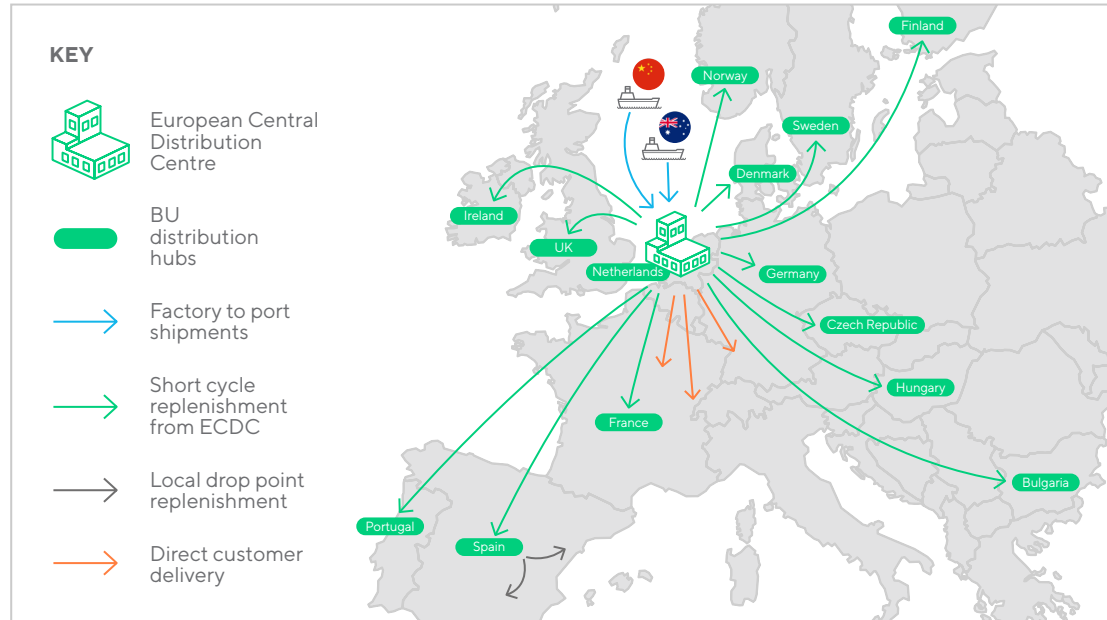 KEY
European Central
Distribution
Centre
BU
distribution
hubs
Factory to port
shipments
Short cycle
replenishment
from ECDC
Local drop point
replenishment
Direct customer
delivery
Finland
Norway
Sweden
Denmark
Ireland
UK
Netherlands
Germany
Czech Republic
Hungary
France
Bulgaria
Portugal
Spain